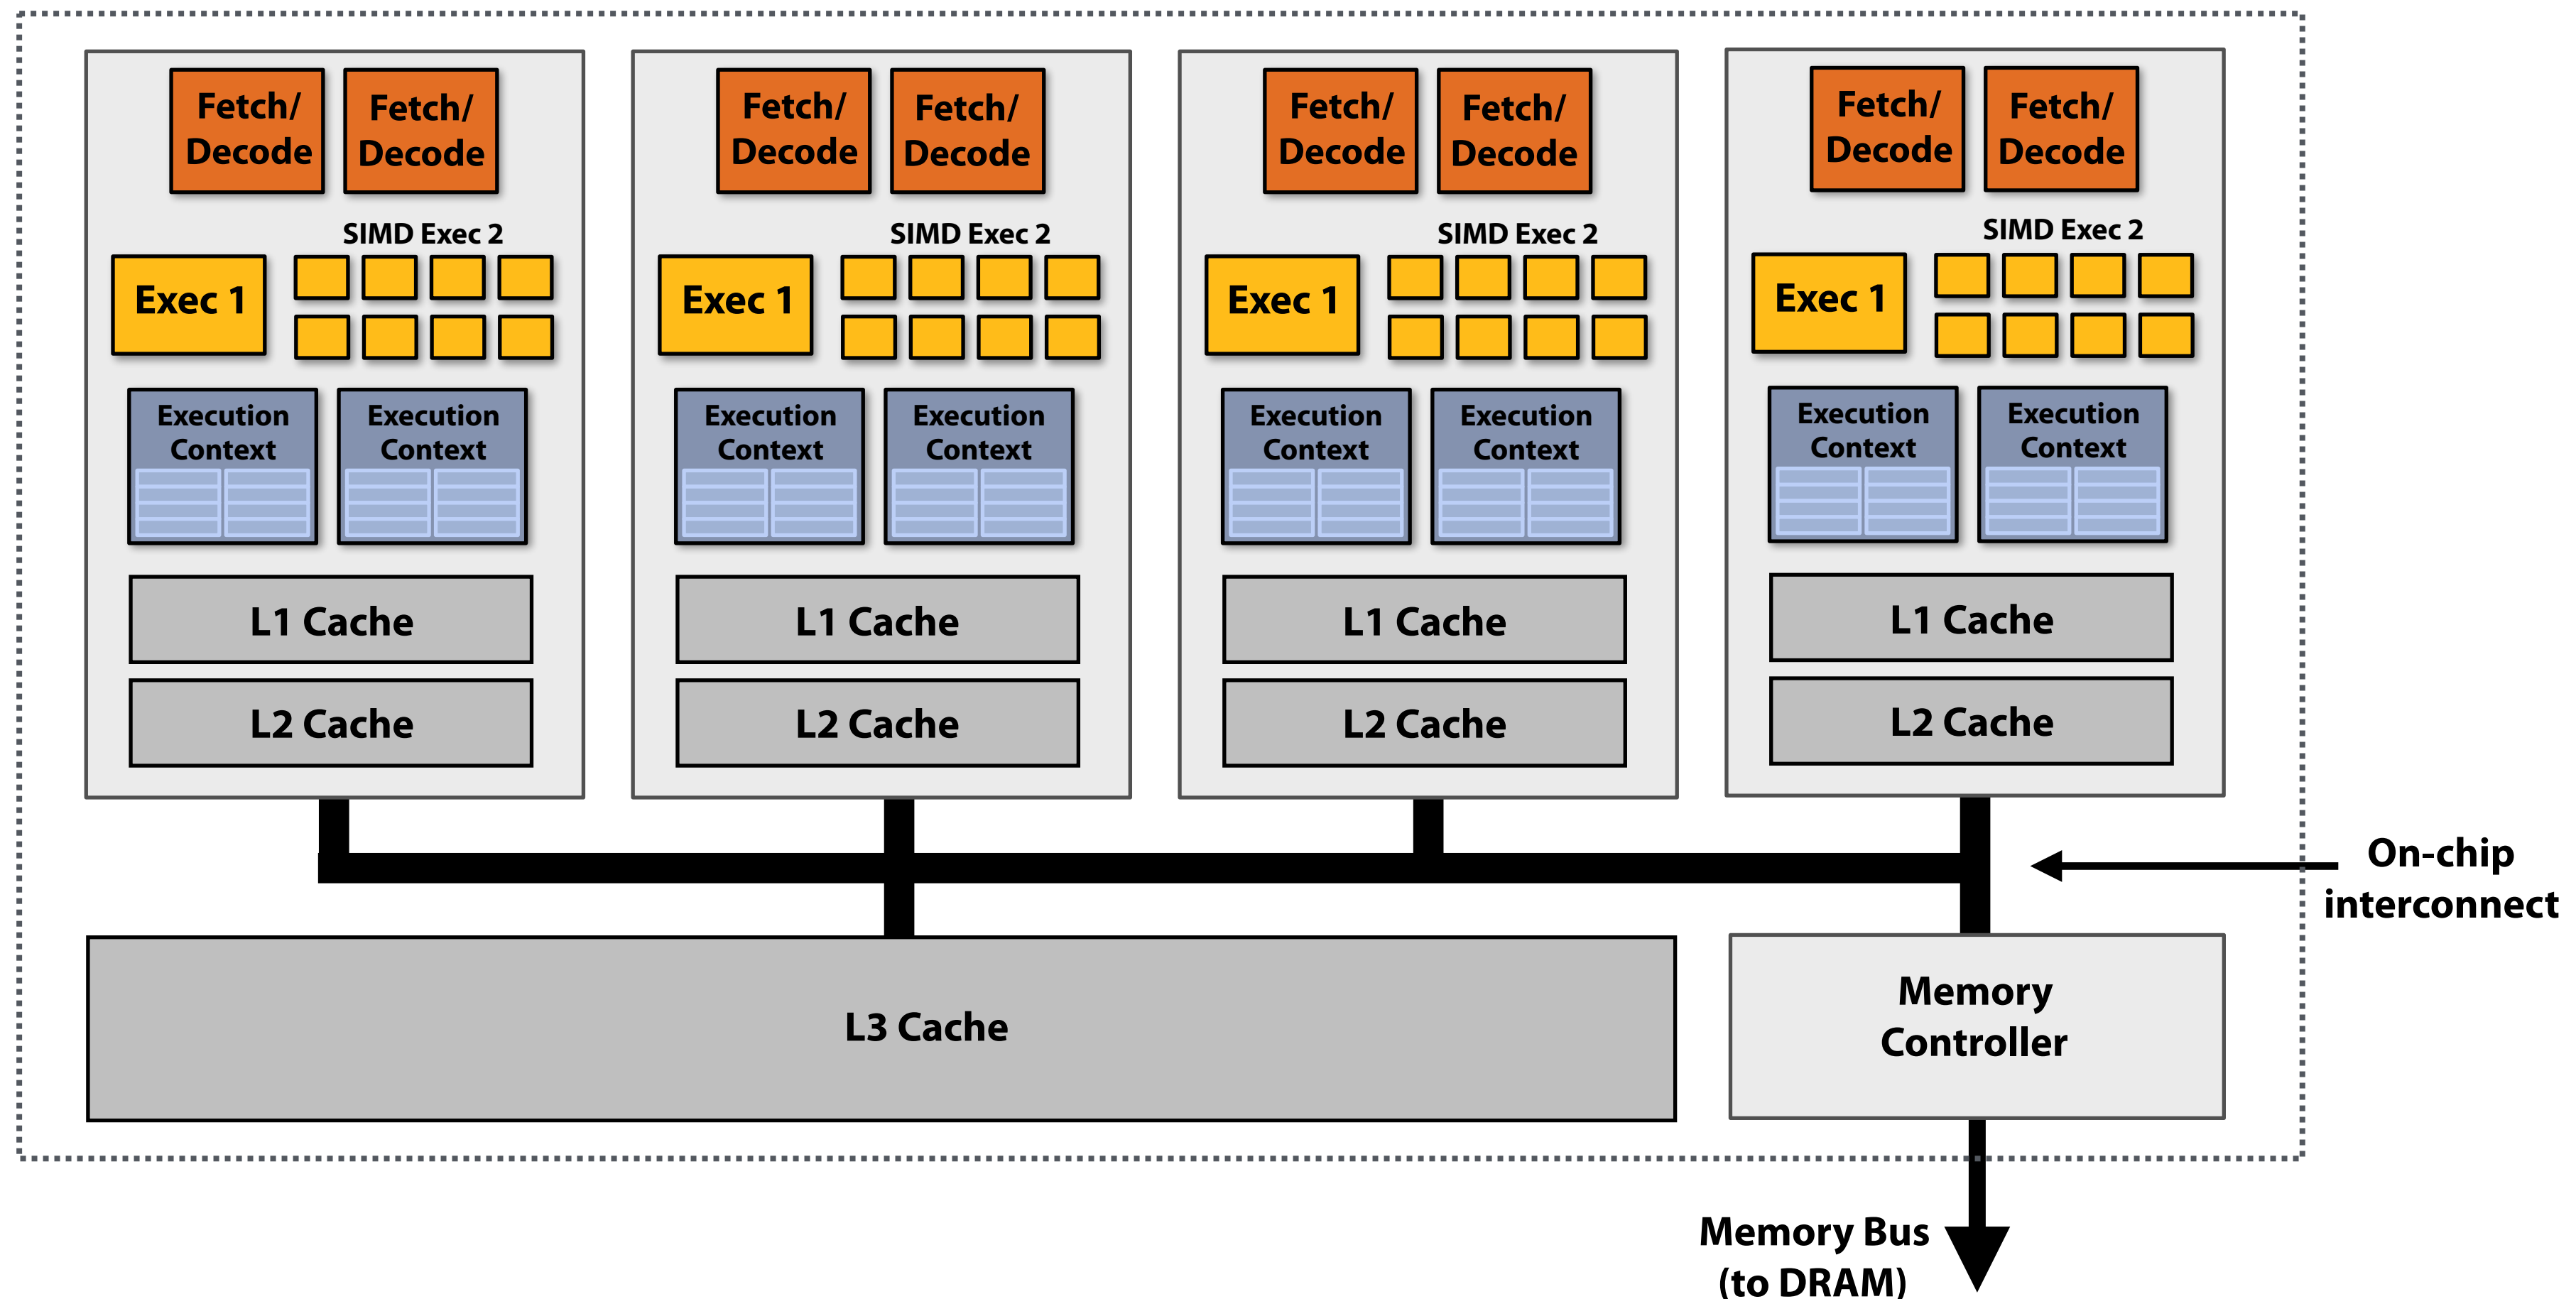 Fetch/
Decode
Fetch/
Decode
SIMD Exec 2
Exec 1
Execution
Context
Execution
Context
L1 Cache
L2 Cache
Fetch/
Decode
Fetch/
Decode
SIMD Exec 2
Exec 1
Execution
Context
Execution
Context
L1 Cache
L2 Cache
Fetch/
Decode
Fetch/
Decode
SIMD Exec 2
Exec 1
Execution
Context
Execution
Context
L1 Cache
L2 Cache
Fetch/
Decode
Fetch/
Decode
SIMD Exec 2
Exec 1
Execution
Context
Execution
Context
L1 Cache
L2 Cache
On-chip
interconnect
L3 Cache
Memory
Controller
Memory Bus
(to DRAM)